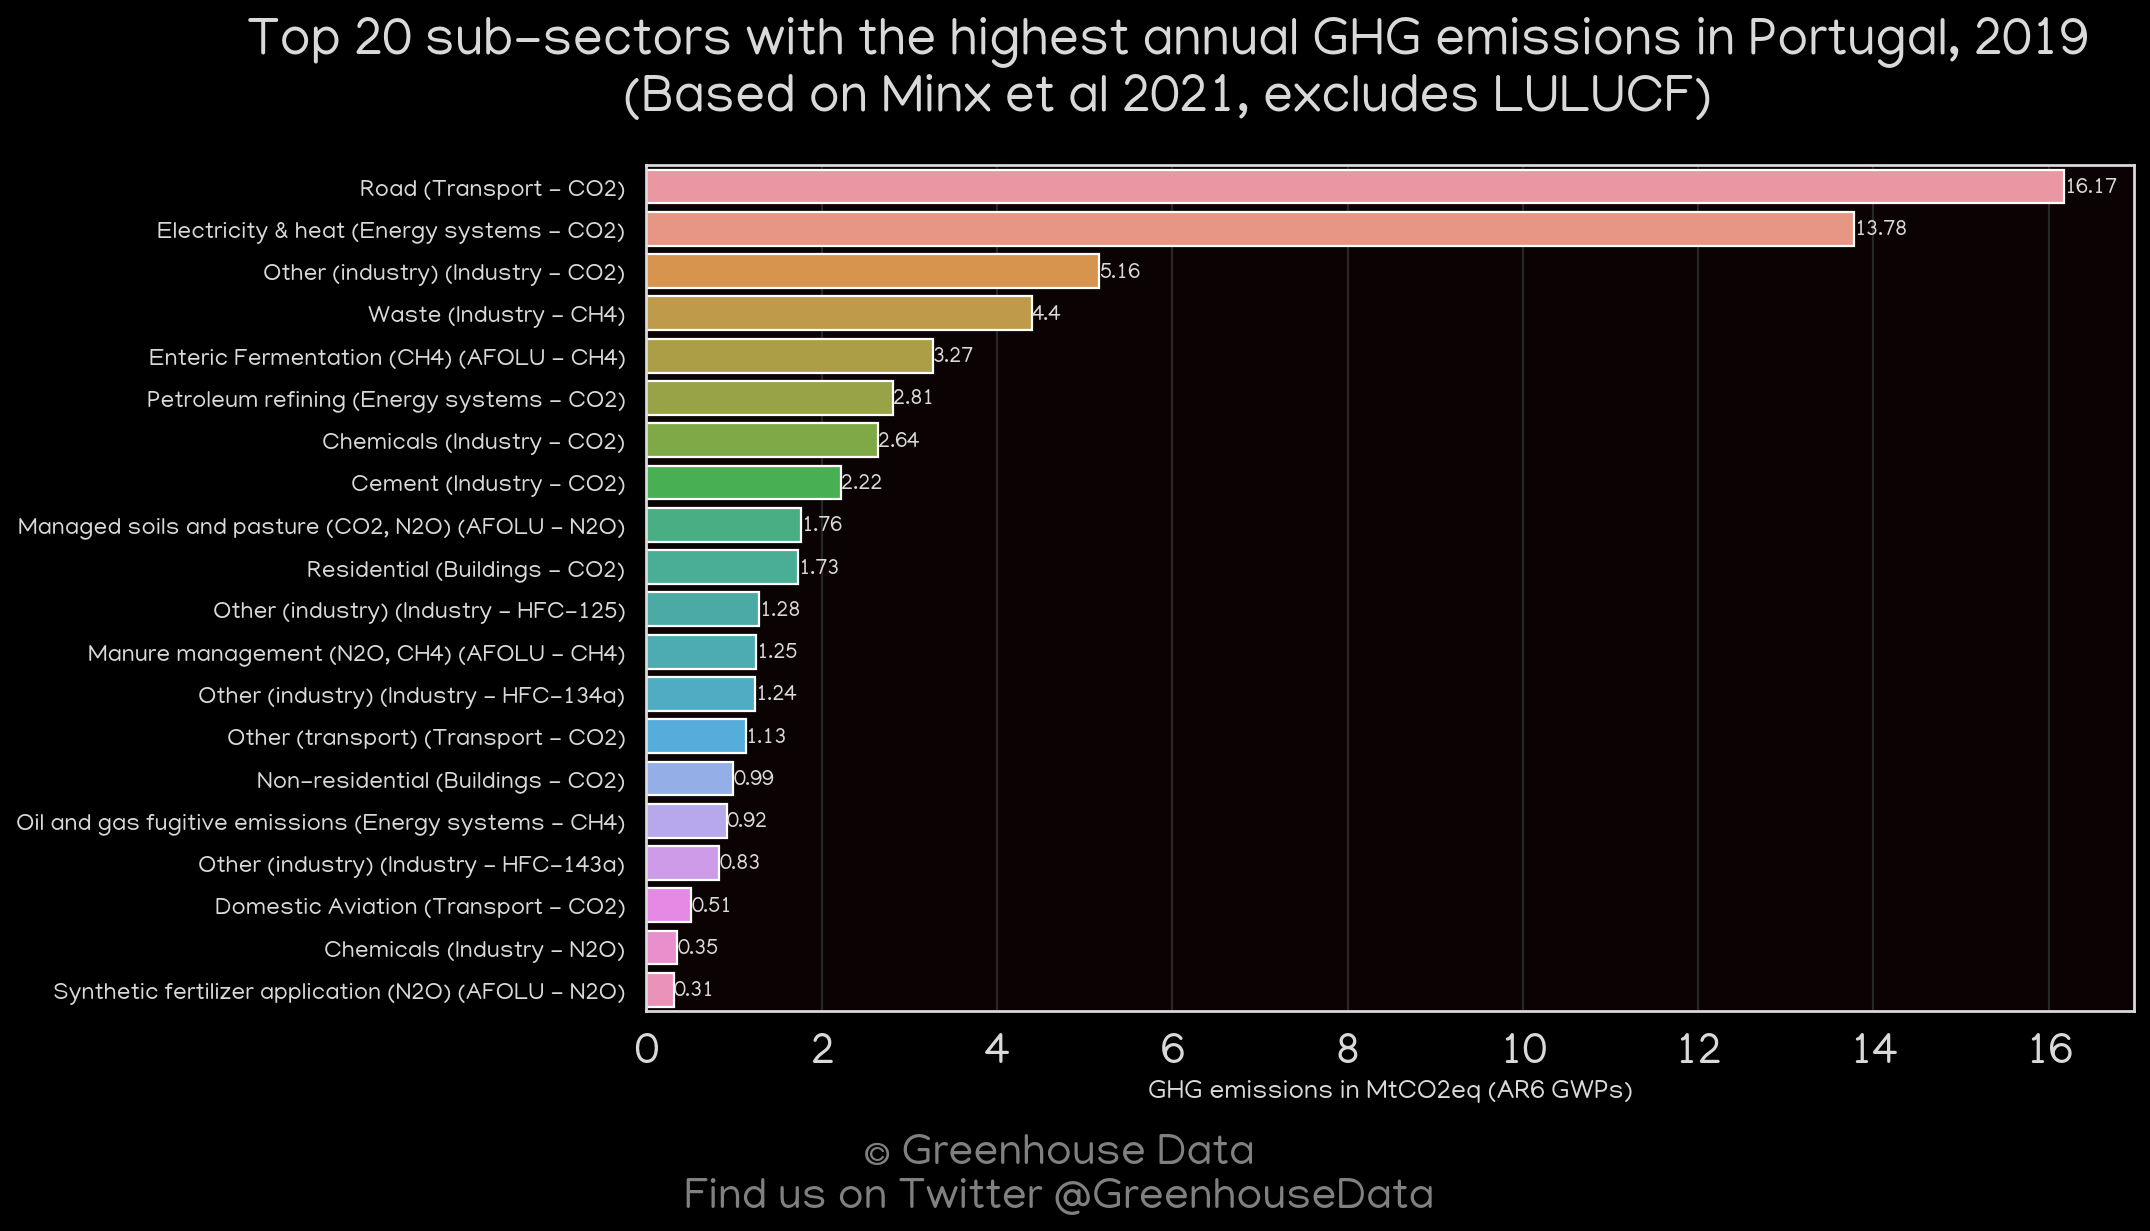 Top 20 sub-sectors with the highest annual GHG emissions in Portugal, 2019
(Based on Minx et al 2021, excludes LULUCF)
Road (Transport - CO2) 16.17
Electricity & heat (Energy systems - CO2) 13.78
Other (industry) (Industry - CO2) 5.16
Waste (Industry - CH4) 4.4
Enteric Fermentation (CH4) (AFOLU - CH4) 3.27
Petroleum refining (Energy systems - CO2) 2.81
Chemicals (Industry - CO2) 2.64
Cement (Industry - CO2) 2.22
Managed soils and pasture (CO2, N2O) (AFOLU - N2O) 1.76
Residential (Buildings - CO2) 1.73
Other (industry) (Industry - HFC-125) 1.28
Manure management (N2O, CH4) (AFOLU - CH4) 1.25
Other (industry) (Industry - HFC-134a) 1.24
Other (transport) (Transport - CO2) 1.13
Non-residential (Buildings - CO2) 0.99
Oil and gas fugitive emissions (Energy systems - CH4) 0.92
Other (industry) (Industry - HFC-143a) 0.83
Domestic Aviation (Transport - CO2) 0.51
Chemicals (Industry - N2O) 0.35
Synthetic fertilizer application (N2O) (AFOLU - N2O) 0.31
0 2 4 6 8 10 12 14 16
GHG emissions in MtCO2eq (AR6 GWPs)
© Greenhouse Data
Find us on Twitter @GreenhouseData